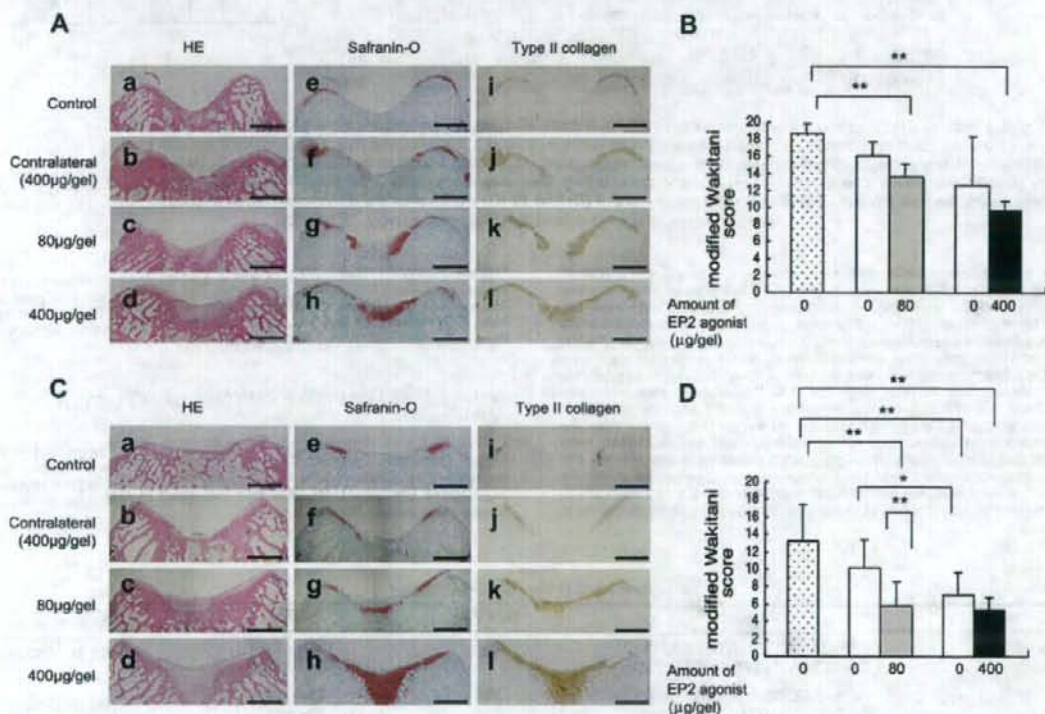 A
HE Safranin-O Type II collagen
Control a e i
Contralateral
(400µg/gel) b f j
80µg/gel c g k
400µg/gel d h l
B
**
**
20
18
16
14
12
10
8
6
4
2
0
modified Wakitani
score
Amount of
EP2 agonist
(µg/gel)
0 0 80 0 400
C
HE Safranin-O Type II collagen
Control a e i
Contralateral
(400µg/gel) b f j
80µg/gel c g k
400µg/gel d h l
D
**
**
**
*
**
20
18
16
14
12
10
8
6
4
2
0
modified Wakitani
score
Amount of
EP2 agonist
(µg/gel)
0 0 80 0 400